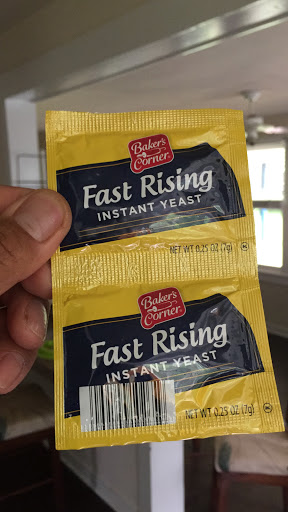 Baker's
Corner
Fast Rising
INSTANT YEAST
NET WT 0.25 OZ (7g)
Baker's
Corner
Fast Rising
INSTANT YEAST
NET WT 0.25 OZ (7g)